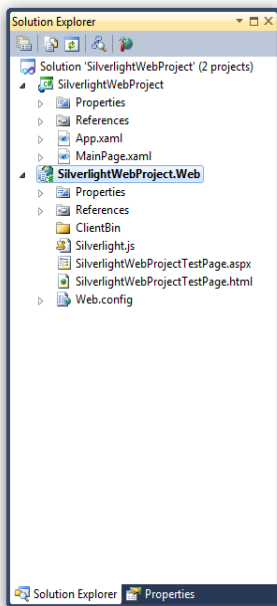 Solution Explorer
Solution 'SilverlightWebProject' (2 projects)
SilverlightWebProject
Properties
References
App.xaml
MainPage.xaml
SilverlightWebProject.Web
Properties
References
ClientBin
Silverlight.js
SilverlightWebProjectTestPage.aspx
SilverlightWebProjectTestPage.html
Web.config
Solution Explorer Properties